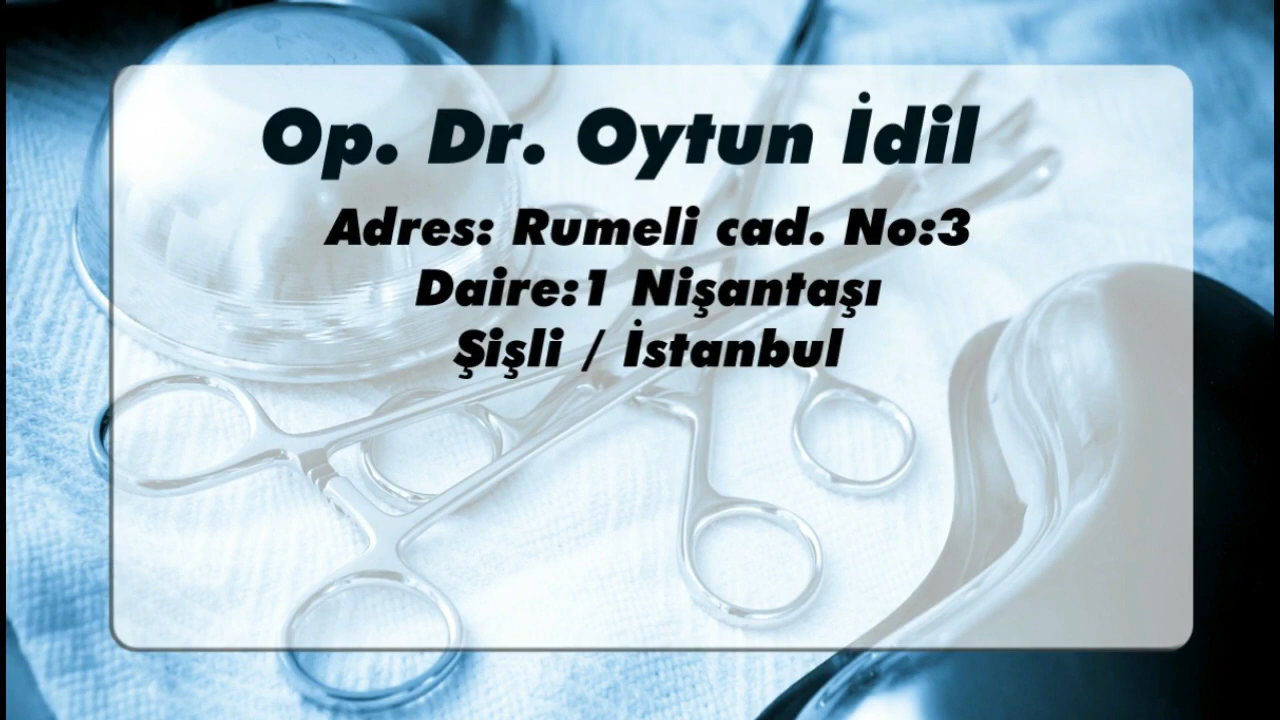 Op. Dr. Oytun İdil
Adres: Rumeli cad. No:3
Daire:1 Nişantaşı
Şişli / İstanbul